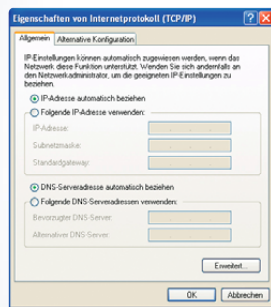 Eigenschaften von Internetprotokoll (TCP/IP)
Allgemein Alternative Konfiguration
IP-Einstellungen können automatisch zugewiesen werden, wenn das
Netzwerk diese Funktion unterstützt. Wenden Sie sich andernfalls an
den Netzwerkadministrator, um die geeigneten IP-Einstellungen zu
beziehen.
IP-Adresse automatisch beziehen
Folgende IP-Adresse verwenden:
IP-Adresse:
Subnetzmaske:
Standardgateway:
DNS-Serveradresse automatisch beziehen
Folgende DNS-Serveradressen verwenden:
Bevorzugter DNS-Server:
Alternativer DNS-Server:
Erweitert...
OK Abbrechen